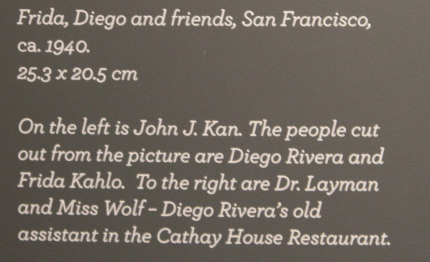 Frida, Diego and friends, San Francisco,
ca. 1940.
25.3 x 20.5 cm
On the left is John J. Kan. The people cut
out from the picture are Diego Rivera and
Frida Kahlo. To the right are Dr. Layman
and Miss Wolf – Diego Rivera's old
assistant in the Cathay House Restaurant.